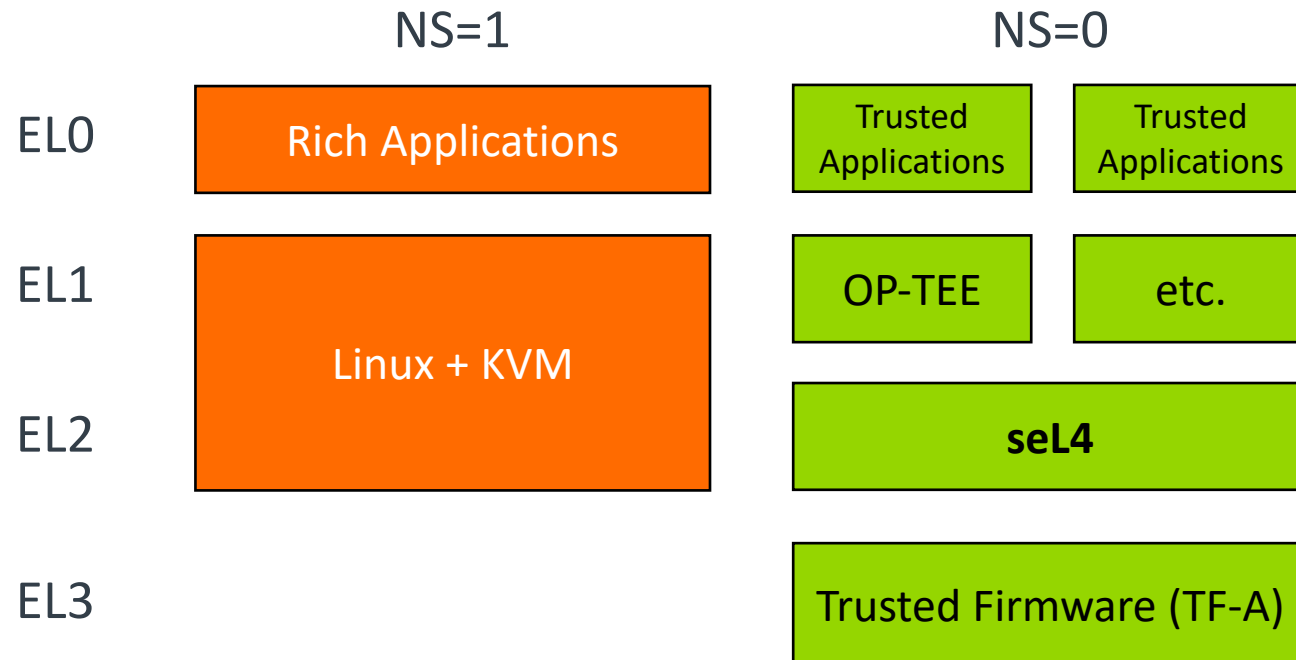 NS=1 NS=0
EL0 Rich Applications Trusted Trusted
Applications Applications
EL1 OP-TEE etc.
Linux + KVM
EL2 seL4
EL3 Trusted Firmware (TF-A)